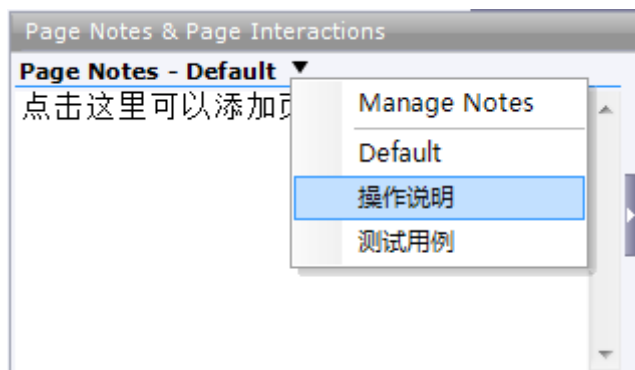 Page Notes & Page Interactions
Page Notes - Default ▼
点击这里可以添加
Manage Notes
Default
操作说明
测试用例